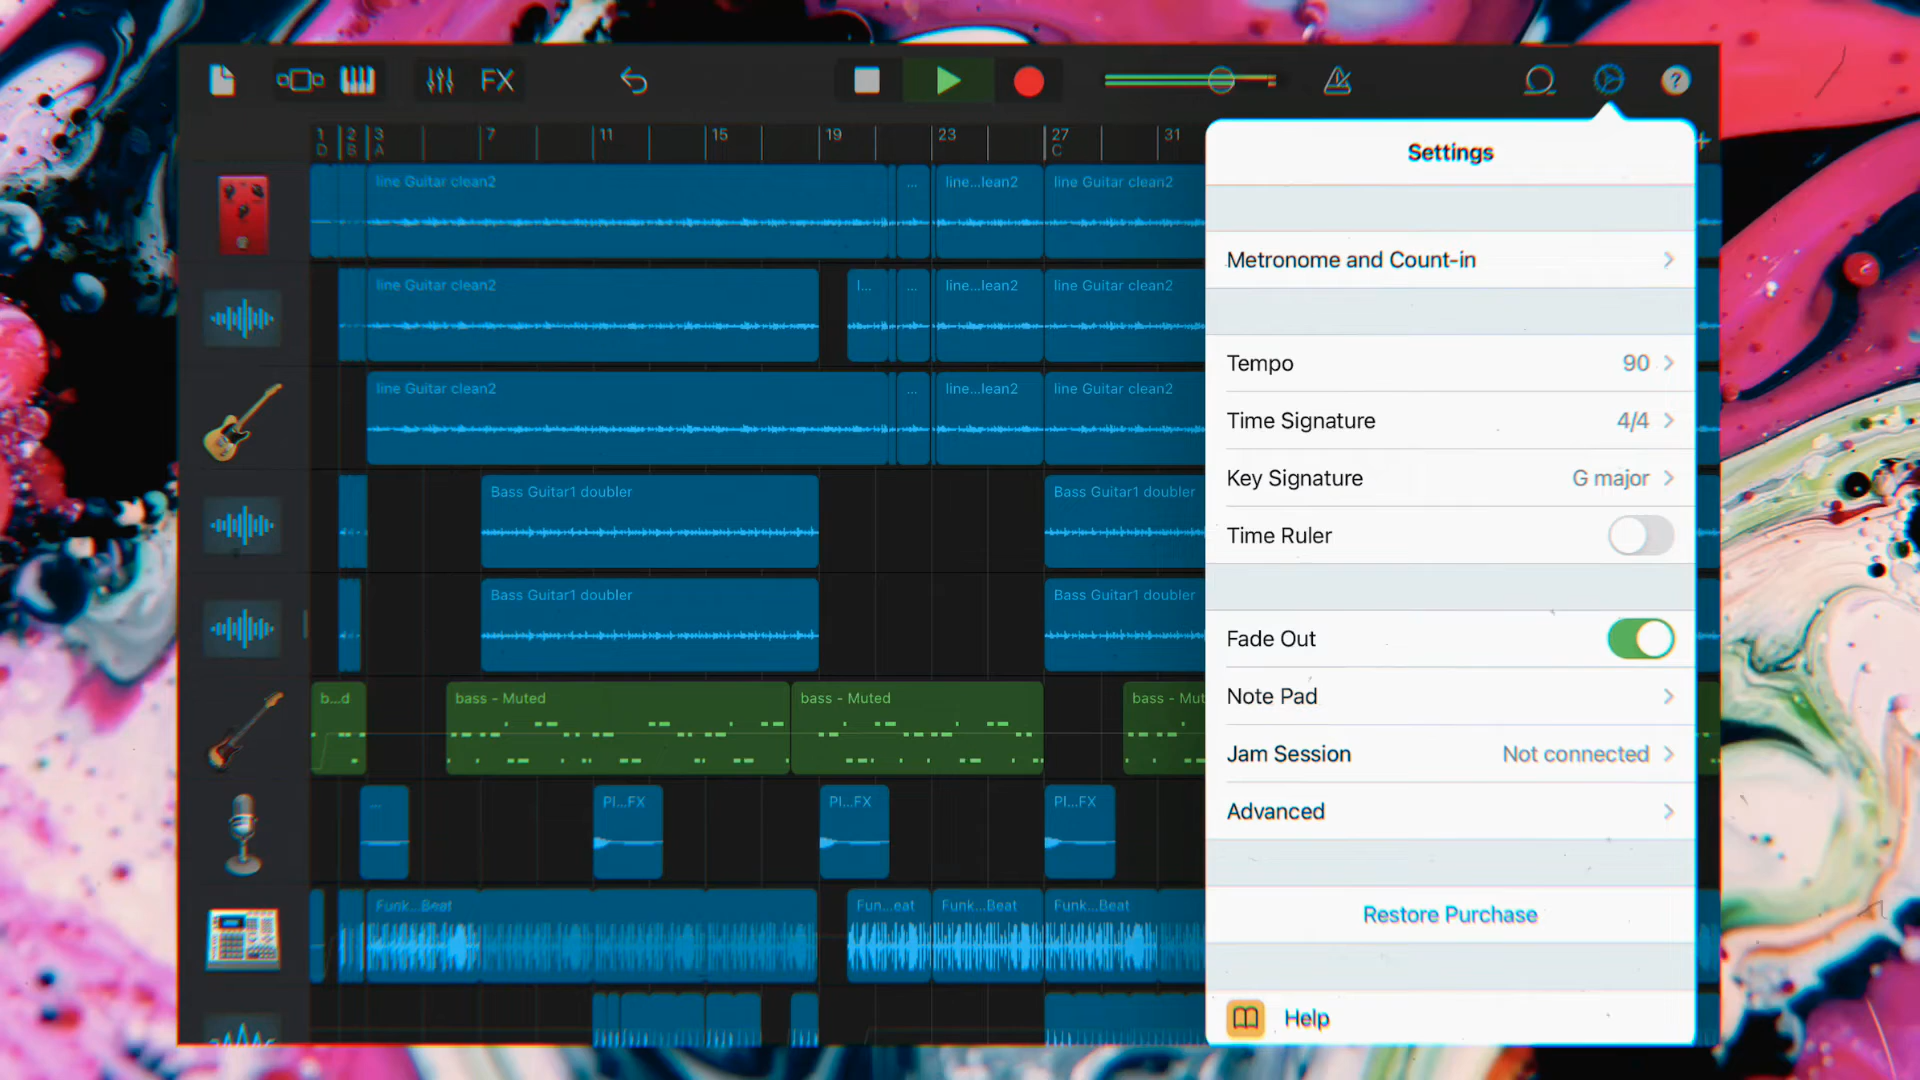 FX
?
1 2 3 7 11 15 19 23 27 31
D B A C
Settings
line Guitar clean2 ... line...lean2 line Guitar clean2
Metronome and Count-in
line Guitar clean2 l... ... line...lean2 line Guitar clean2
Tempo 90
line Guitar clean2 ... line...lean2 line Guitar clean2
Time Signature 4/4
Key Signature G major
Bass Guitar1 doubler Bass Guitar1 doubler
Time Ruler
Bass Guitar1 doubler Bass Guitar1 doubler
Fade Out
b...d bass - Muted bass - Muted bass - Mut
Note Pad
Jam Session Not connected
... Pl...FX Pl...FX Pl...FX
Advanced
Funk...Beat Fun...eat Funk...Beat Funk...Beat
Restore Purchase
Help